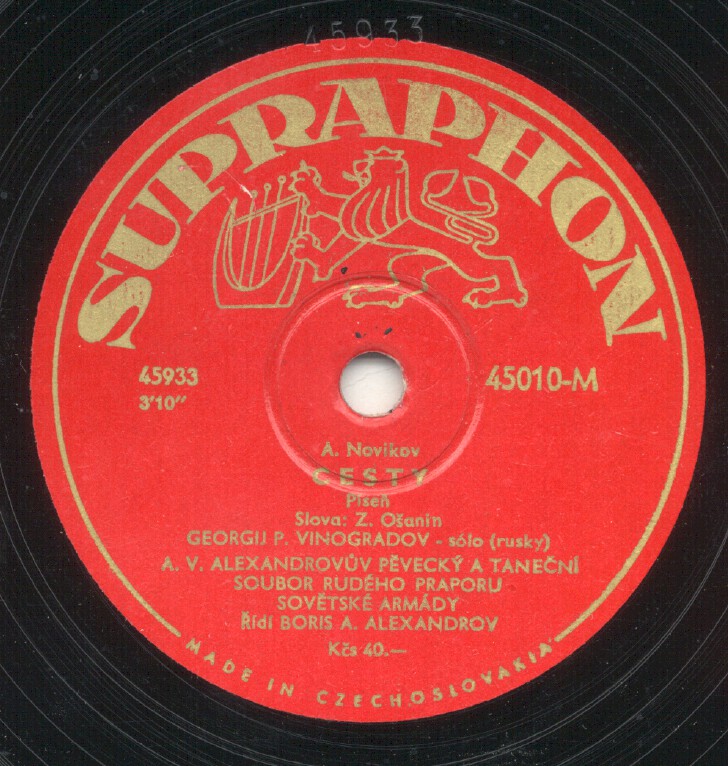 45933
SUPRAPHON
45933
3'10"
45010-M
A. Novikov
CESTY
Píseň
Slova: Z. Ošanin
GEORGIJ P. VINOGRADOV - sólo (rusky)
A. V. ALEXANDROVŮV PĚVECKÝ A TANEČNÍ
SOUBOR RUDÉHO PRAPORU
SOVĚTSKÉ ARMÁDY
Řídí BORIS A. ALEXANDROV
Kčs 40.—
MADE IN CZECHOSLOVAKIA